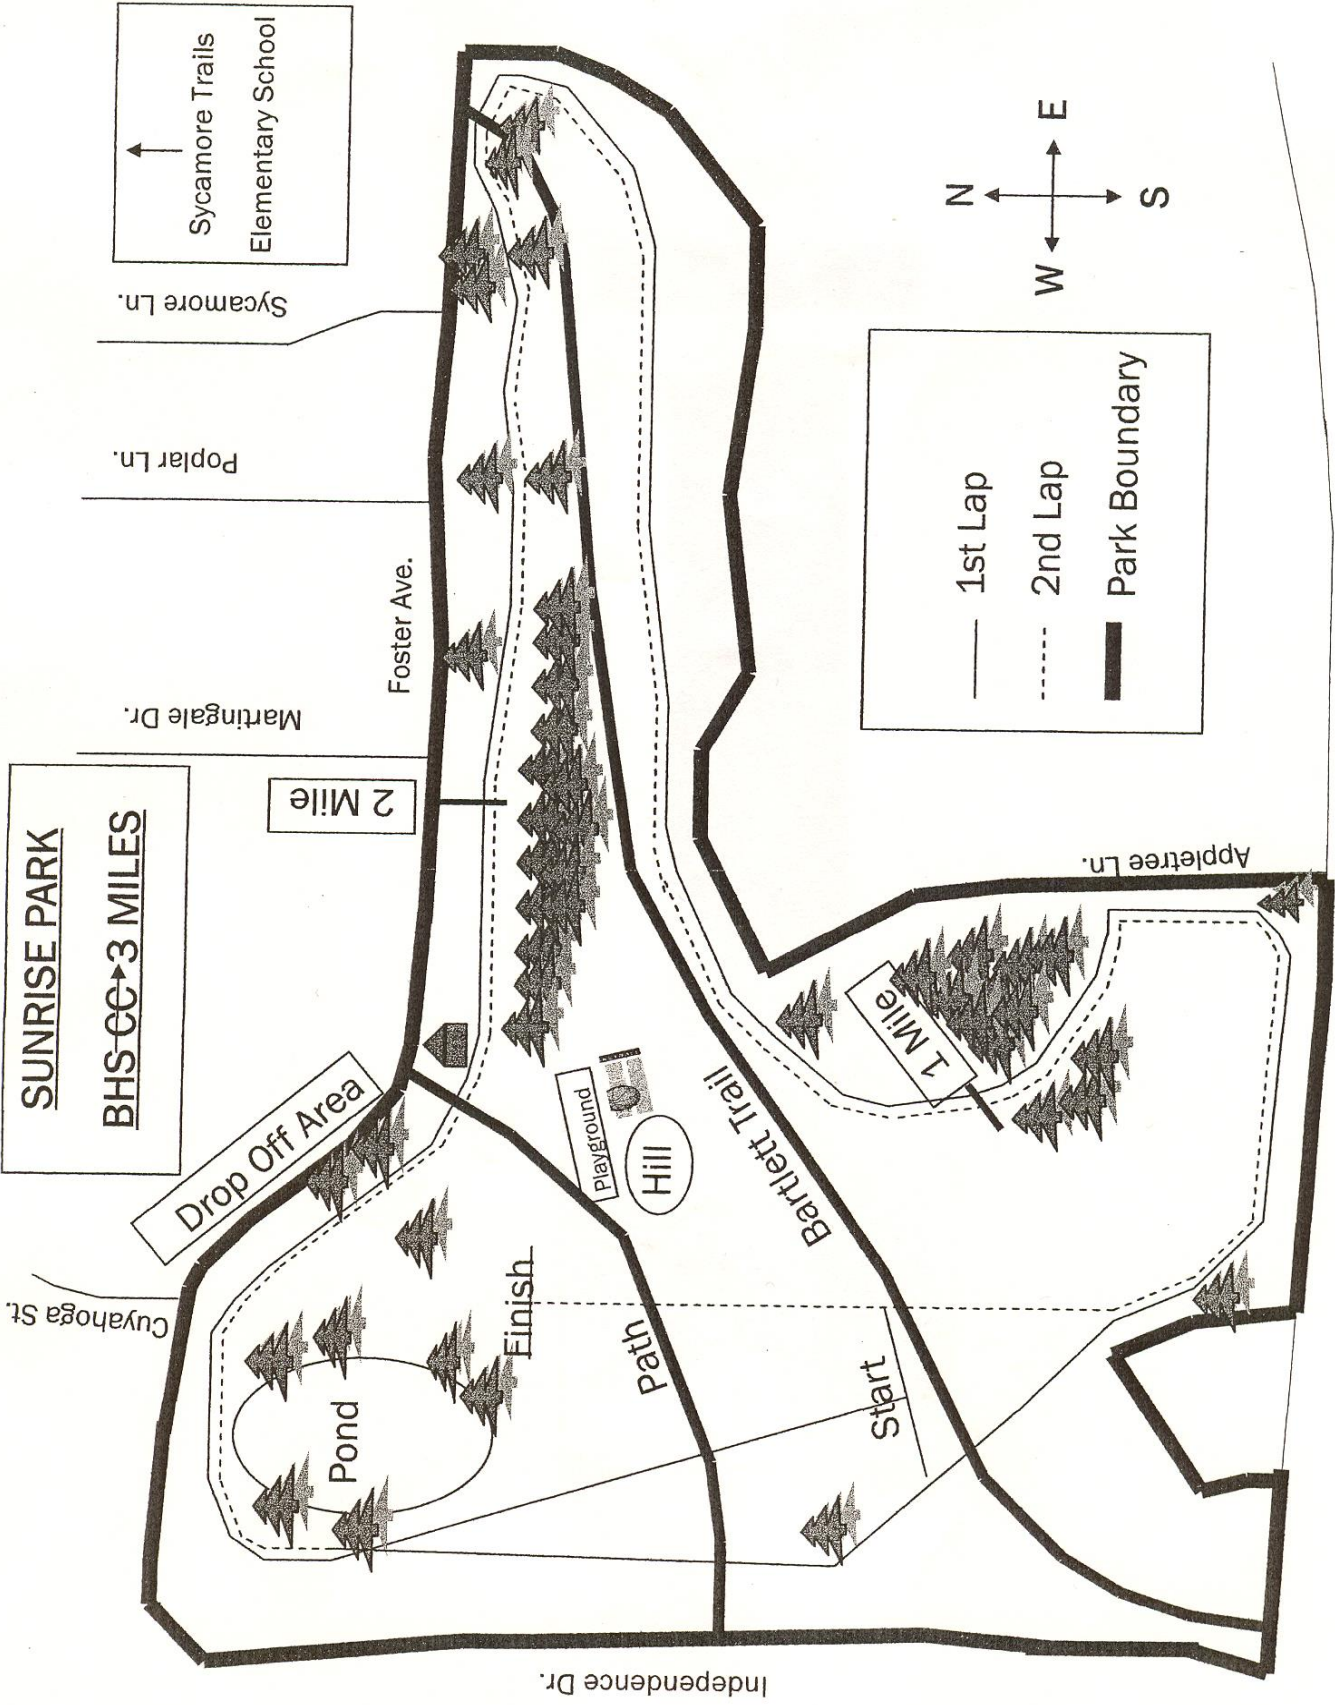 SUNRISE PARK
BHS CC 3 MILES
Sycamore Trails
Elementary School
Cuyahoga St.
Drop Off Area
2 Mile
Martingale Dr.
Poplar Ln.
Sycamore Ln.
Foster Ave.
Pond
Finish
Path
Playground
Hill
Start
Bartlett Trail
1 Mile
Independence Dr.
Appletree Ln.
1st Lap
2nd Lap
Park Boundary
N
W E
S